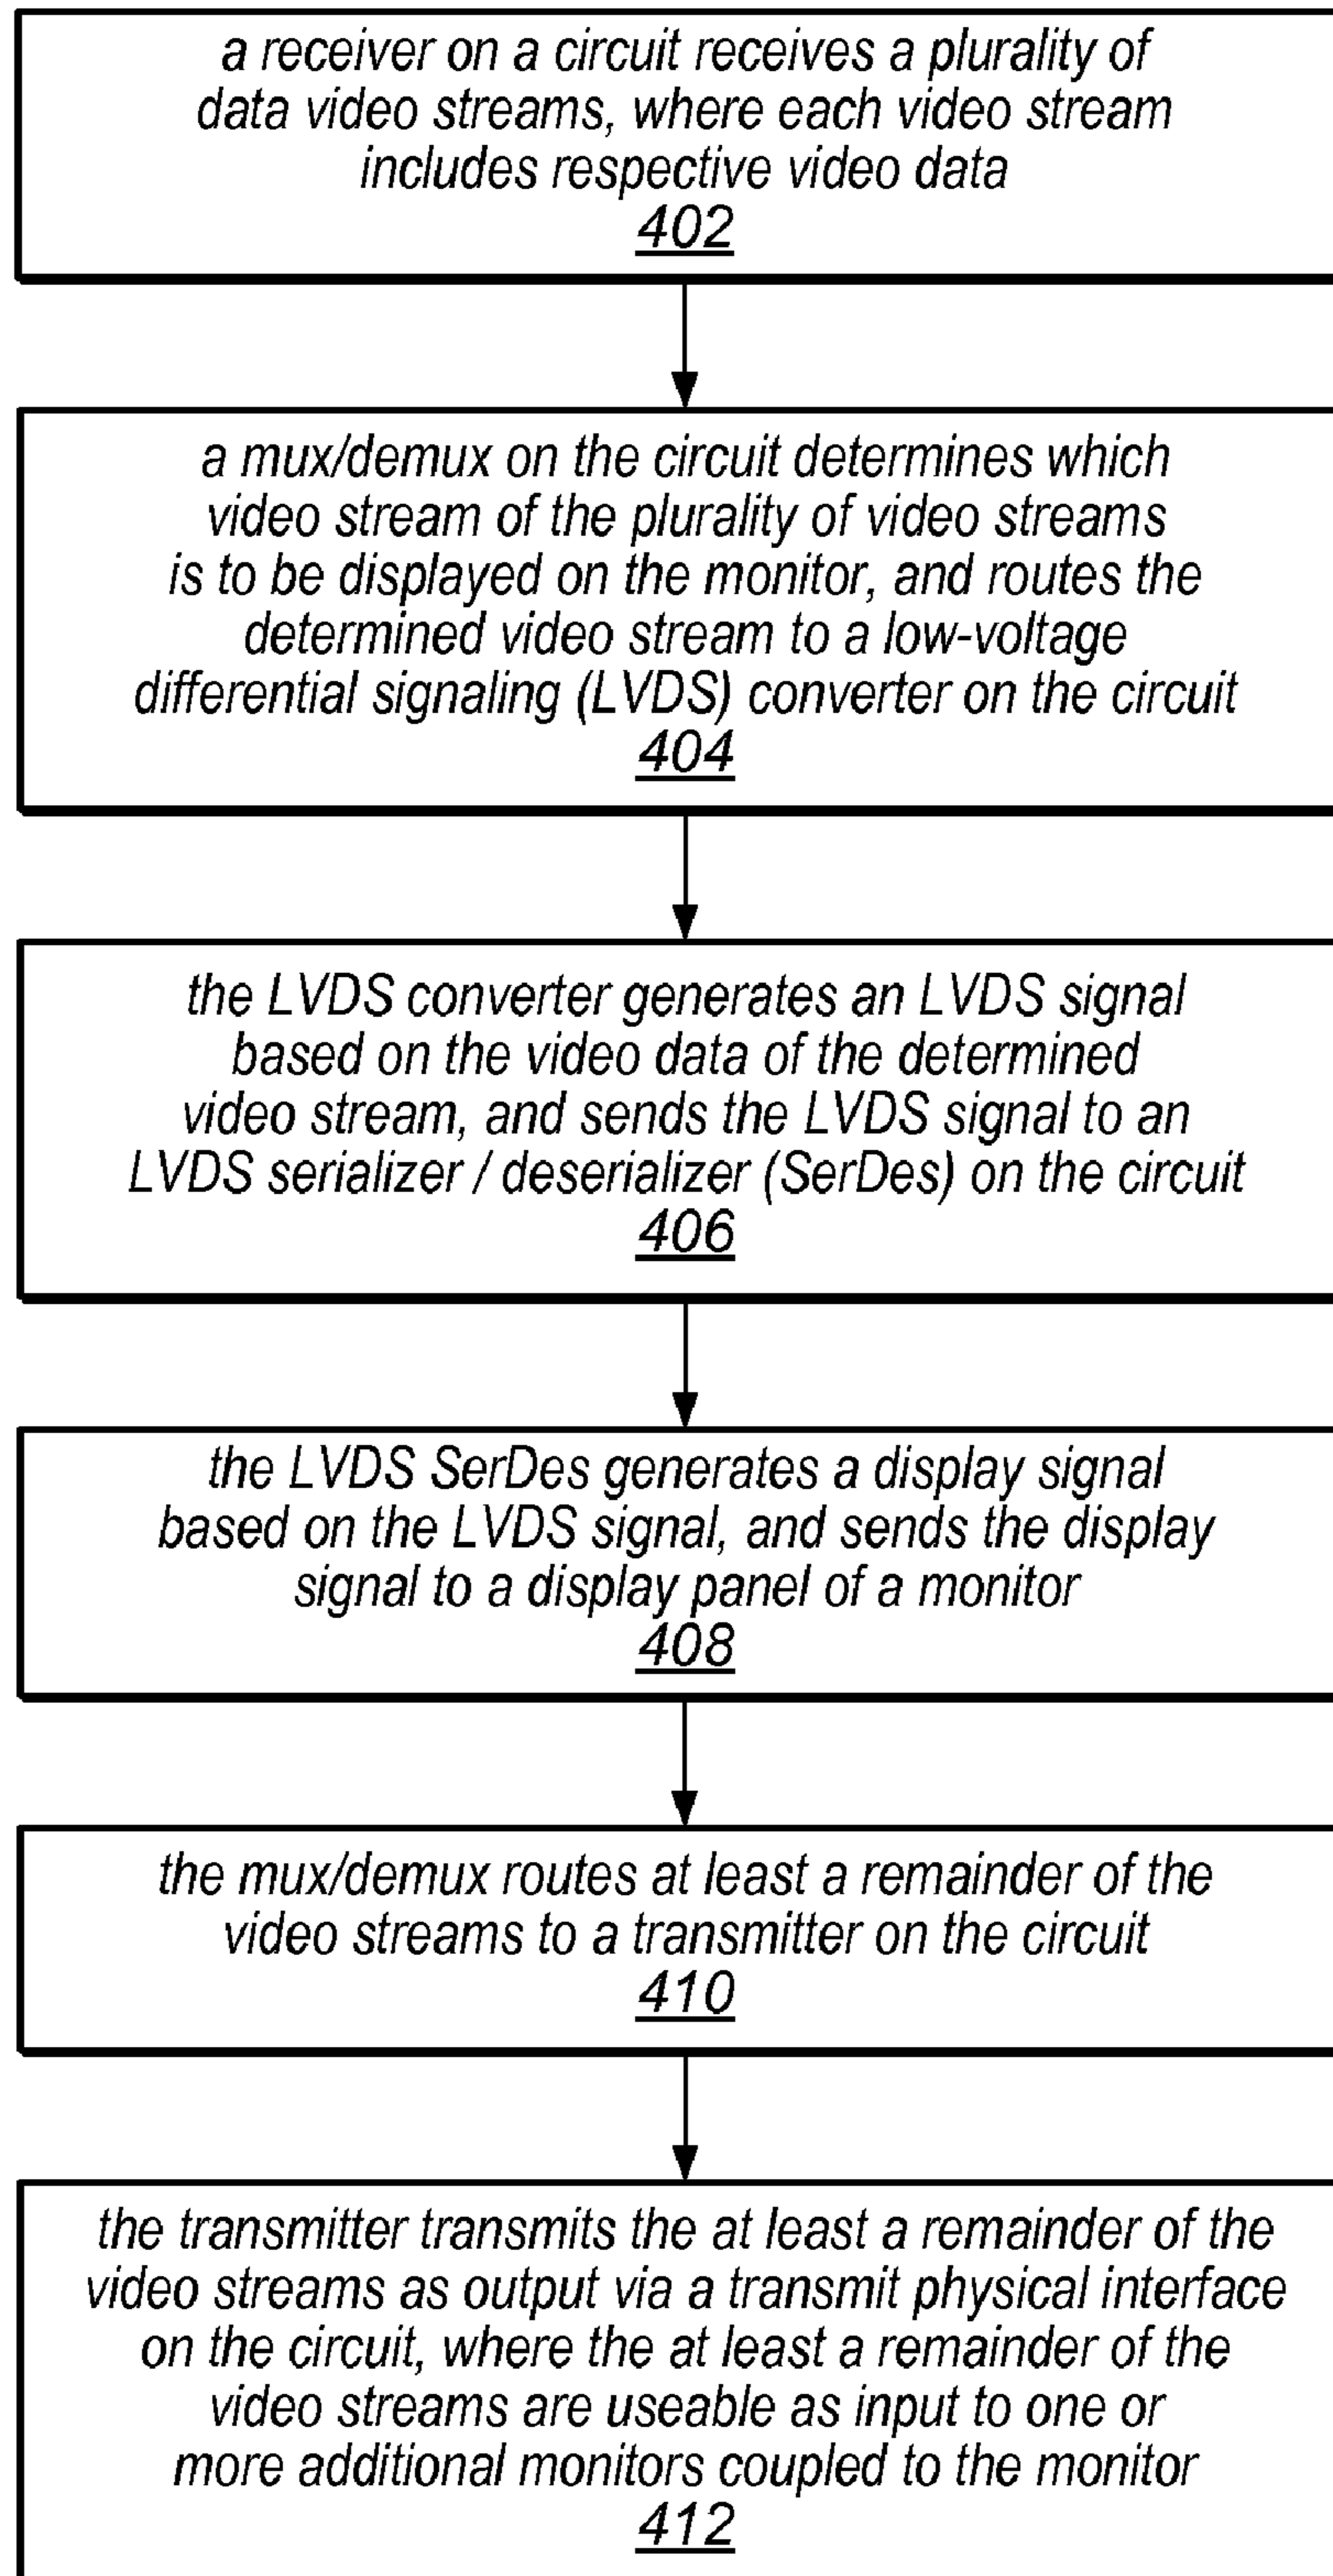 a receiver on a circuit receives a plurality of
data video streams, where each video stream
includes respective video data
402
a mux/demux on the circuit determines which
video stream of the plurality of video streams
is to be displayed on the monitor, and routes the
determined video stream to a low-voltage
differential signaling (LVDS) converter on the circuit
404
the LVDS converter generates an LVDS signal
based on the video data of the determined
video stream, and sends the LVDS signal to an
LVDS serializer / deserializer (SerDes) on the circuit
406
the LVDS SerDes generates a display signal
based on the LVDS signal, and sends the display
signal to a display panel of a monitor
408
the mux/demux routes at least a remainder of the
video streams to a transmitter on the circuit
410
the transmitter transmits the at least a remainder of the
video streams as output via a transmit physical interface
on the circuit, where the at least a remainder of the
video streams are useable as input to one or
more additional monitors coupled to the monitor
412